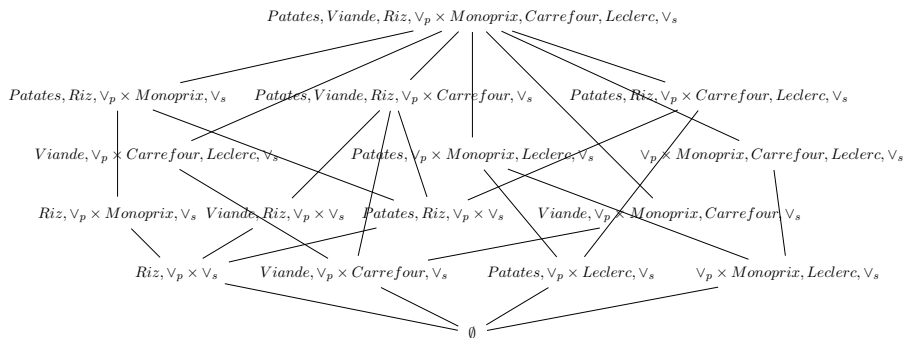 Patates, Viande, Riz, ∨p × Monoprix, Carrefour, Leclerc, ∨s
Patates, Riz, ∨p × Monoprix, ∨s
Patates, Viande, Riz, ∨p × Carrefour, ∨s
Patates, Riz, ∨p × Carrefour, Leclerc, ∨s
Viande, ∨p × Carrefour, Leclerc, ∨s
Patates, ∨p × Monoprix, Leclerc, ∨s
∨p × Monoprix, Carrefour, Leclerc, ∨s
Riz, ∨p × Monoprix, ∨s
Viande, Riz, ∨p × ∨s
Patates, Riz, ∨p × ∨s
Viande, ∨p × Monoprix, Carrefour, ∨s
Riz, ∨p × ∨s
Viande, ∨p × Carrefour, ∨s
Patates, ∨p × Leclerc, ∨s
∨p × Monoprix, Leclerc, ∨s
∅